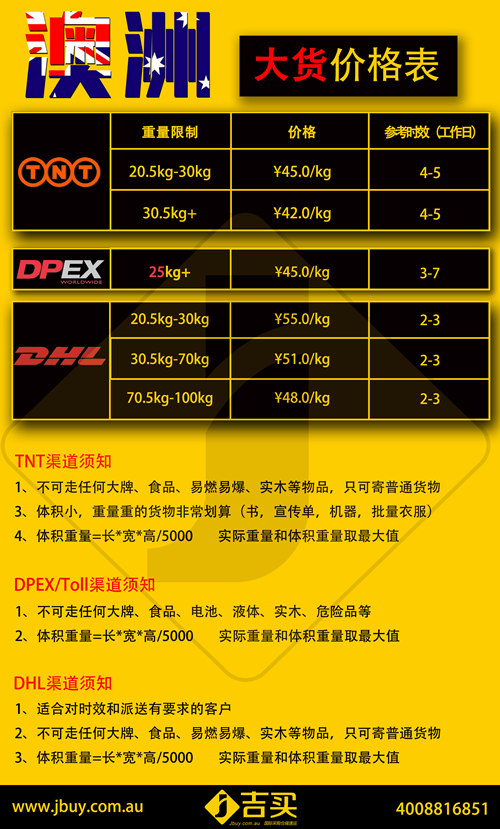 澳洲
大货价格表
重量限制 价格 参考时效（工作日）
TNT
20.5kg-30kg ¥45.0/kg 4-5
30.5kg+ ¥42.0/kg 4-5
DPEX WORLDWIDE 25kg+ ¥45.0/kg 3-7
20.5kg-30kg ¥55.0/kg 2-3
DHL 30.5kg-70kg ¥51.0/kg 2-3
70.5kg-100kg ¥48.0/kg 2-3
TNT渠道须知
1、不可走任何大牌、食品、易燃易爆、实木等物品，只可寄普通货物
3、体积小，重量重的货物非常划算（书，宣传单，机器，批量衣服）
4、体积重量=长*宽*高/5000 实际重量和体积重量取最大值
DPEX/Toll渠道须知
1、不可走任何大牌、食品、电池、液体、实木、危险品等
2、体积重量=长*宽*高/5000 实际重量和体积重量取最大值
DHL渠道须知
1、适合对时效和派送有要求的客户
2、不可走任何大牌、食品、易燃易爆、实木等物品，只可寄普通货物
3、体积重量=长*宽*高/5000 实际重量和体积重量取最大值
www.jbuy.com.au 吉买 4008816851
Jbuy.com.au